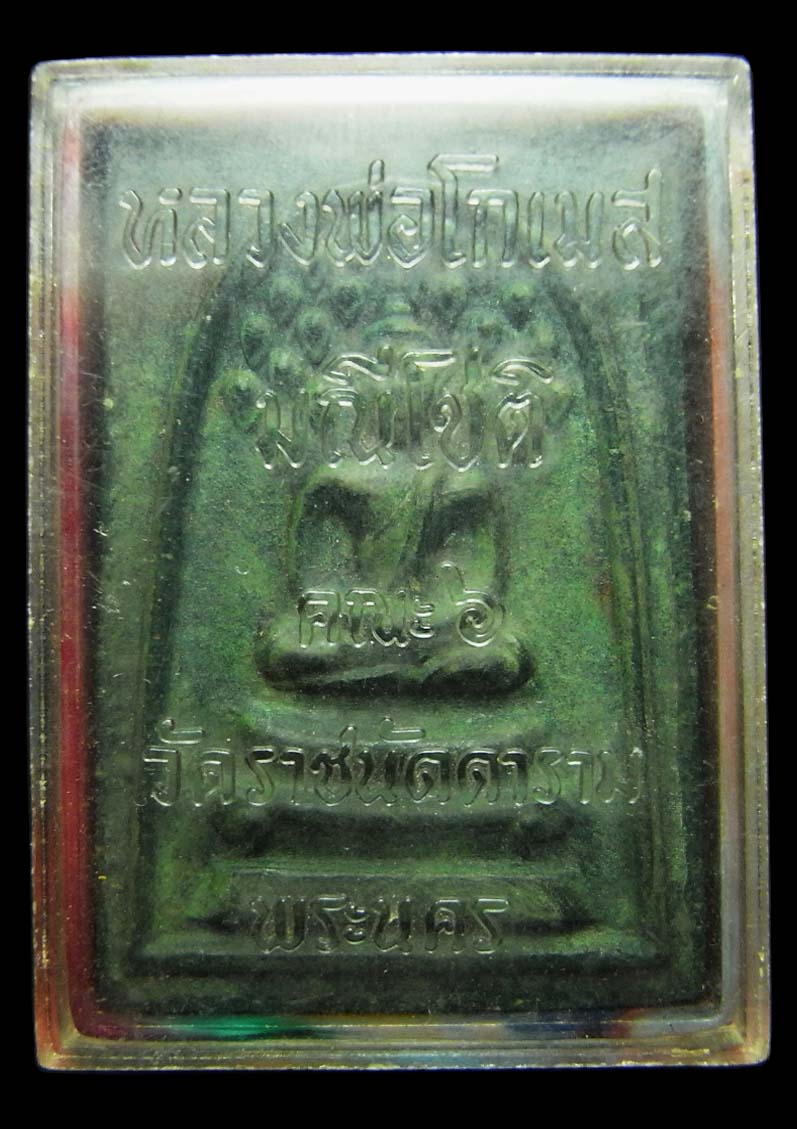 หลวงพ่อโกเมส
มณีโชติ
คณะ ๖
วัดราชนัดดาราม
พระนคร